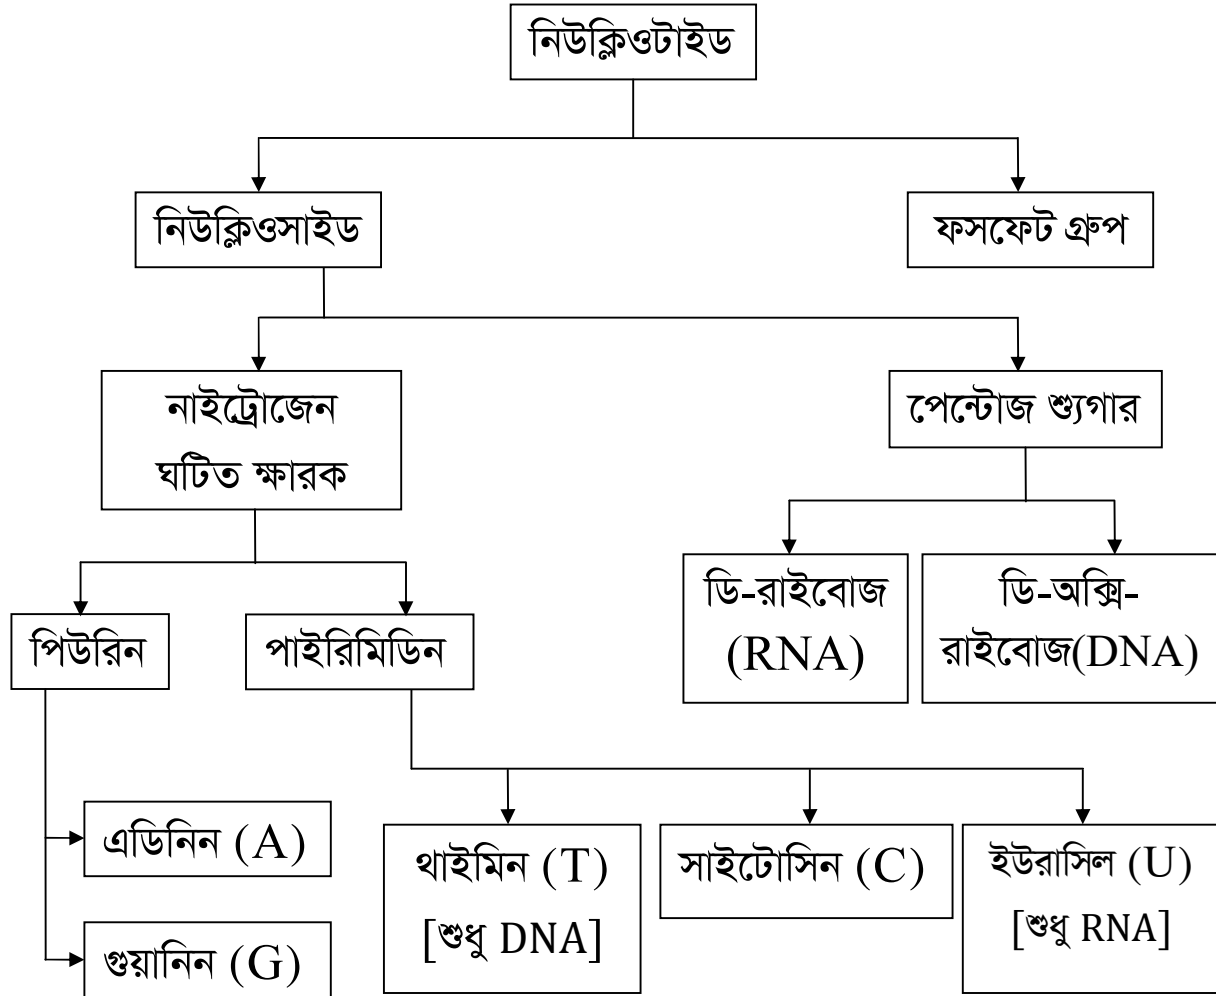 নিউক্লিওটাইড
নিউক্লিওসাইড
ফসফেট গ্রুপ
নাইট্রোজেন
ঘটিত ক্ষারক
পেন্টোজ শ্যুগার
ডি-রাইবোজ
(RNA)
ডি-অক্সি-
রাইবোজ(DNA)
পিউরিন
পাইরিমিডিন
এডিনিন (A)
গুয়ানিন (G)
থাইমিন (T)
[শুধু DNA]
সাইটোসিন (C)
ইউরাসিল (U)
[শুধু RNA]